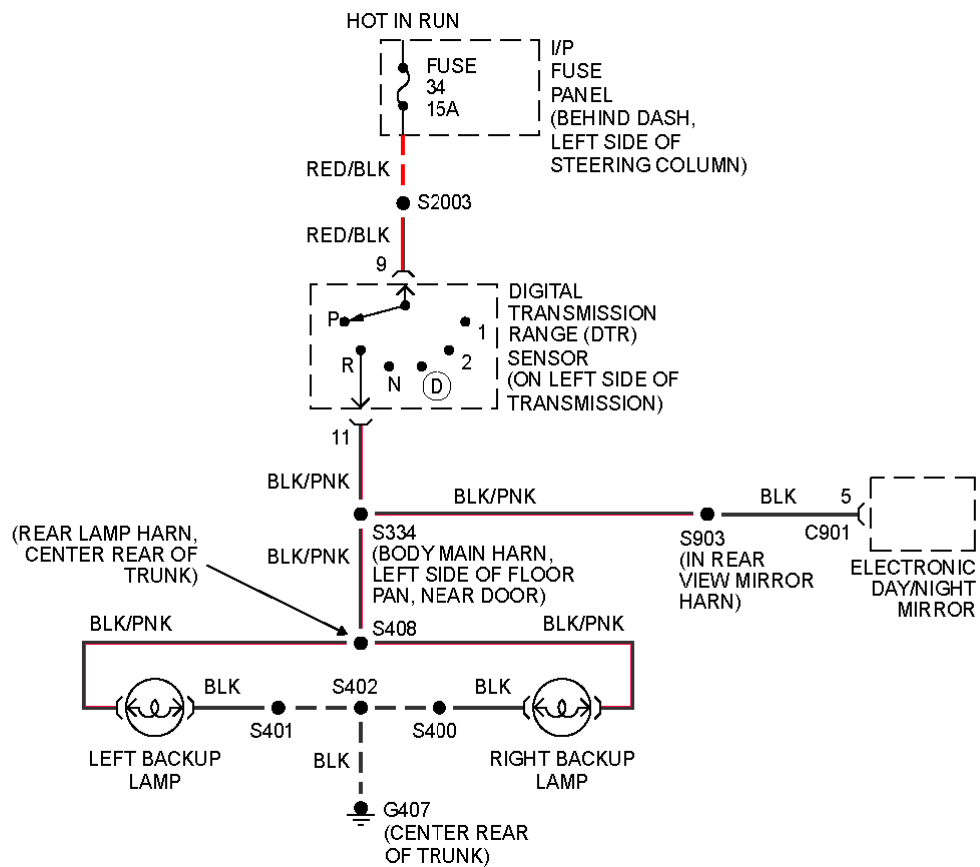 HOT IN RUN
FUSE
34
15A
I/P
FUSE
PANEL
(BEHIND DASH,
LEFT SIDE OF
STEERING COLUMN)
RED/BLK
S2003
RED/BLK
9
P
R
N
D
2
1
DIGITAL
TRANSMISSION
RANGE (DTR)
SENSOR
(ON LEFT SIDE OF
TRANSMISSION)
11
BLK/PNK
BLK/PNK
BLK
5
(REAR LAMP HARN,
CENTER REAR OF
TRUNK)
BLK/PNK
S334
(BODY MAIN HARN,
LEFT SIDE OF FLOOR
PAN, NEAR DOOR)
S903
(IN REAR
VIEW MIRROR
HARN)
C901
ELECTRONIC
DAY/NIGHT
MIRROR
BLK/PNK
S408
BLK/PNK
BLK
S402
BLK
S401
S400
LEFT BACKUP
LAMP
BLK
RIGHT BACKUP
LAMP
G407
(CENTER REAR
OF TRUNK)